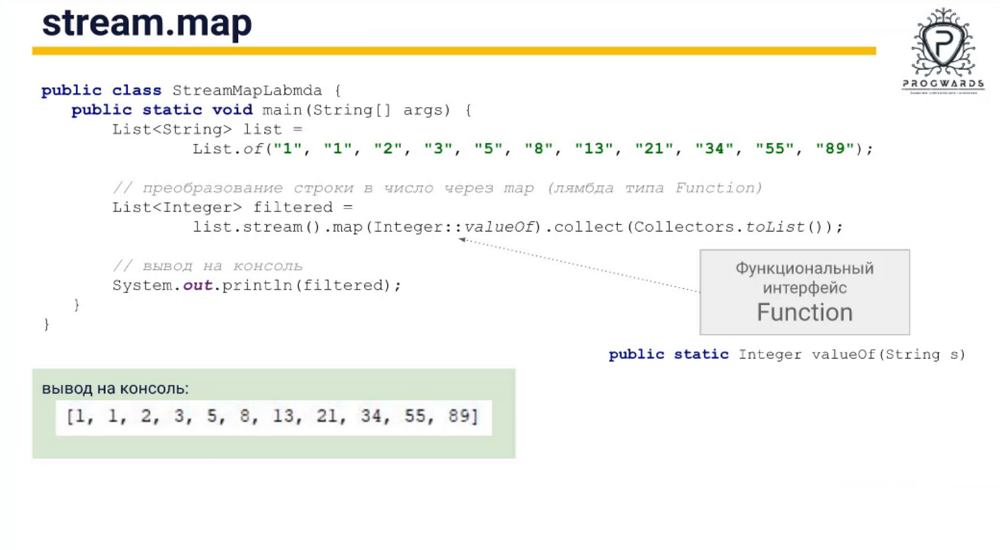 stream.map
PROGWARDS
public class StreamMapLabmda {
public static void main(String[] args) {
List<String> list =
List.of("1", "1", "2", "3", "5", "8", "13", "21", "34", "55", "89");
// преобразование строки в число через map (лямбда типа Function)
List<Integer> filtered =
list.stream().map(Integer::valueOf).collect(Collectors.toList());
// вывод на консоль
System.out.println(filtered);
}
}
Функциональный
интерфейс
Function
public static Integer valueOf(String s)
вывод на консоль:
[1, 1, 2, 3, 5, 8, 13, 21, 34, 55, 89]